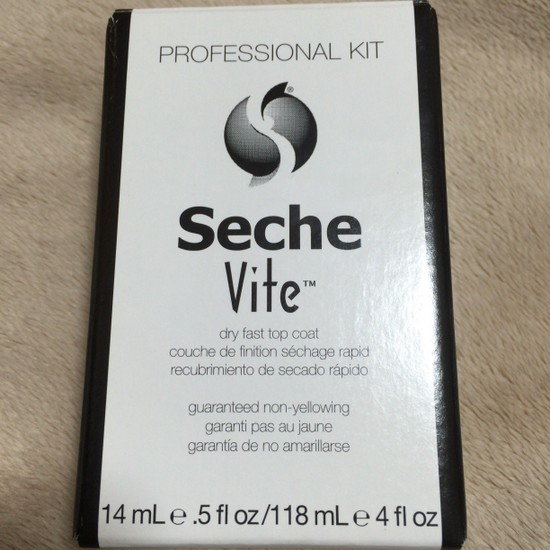 PROFESSIONAL KIT
®
Seche
Vite™
dry fast top coat
couche de finition séchage rapid
recubrimiento de secado rápido
guaranteed non-yellowing
garanti pas au jaune
garantía de no amarillarse
14 mL e .5 fl oz/118 mL e 4 fl oz